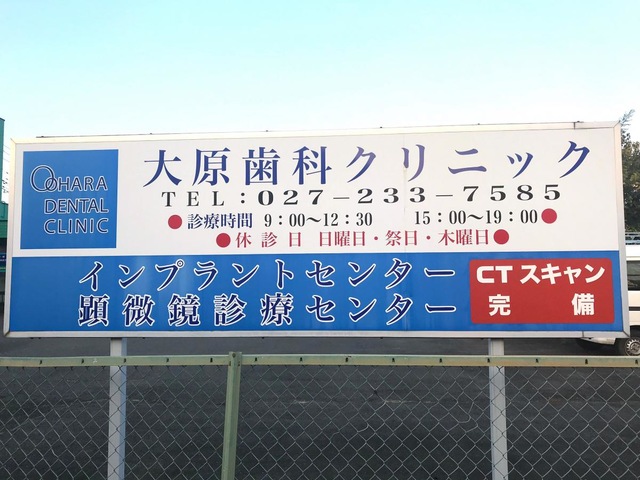 OOHARA
DENTAL
CLINIC
大原歯科クリニック
TEL:027-233-7585
●診療時間 9:00〜12:30 15:00〜19:00●
●休診日 日曜日・祭日・木曜日●
インプラントセンター
顕微鏡診療センター
CTスキャン
完備